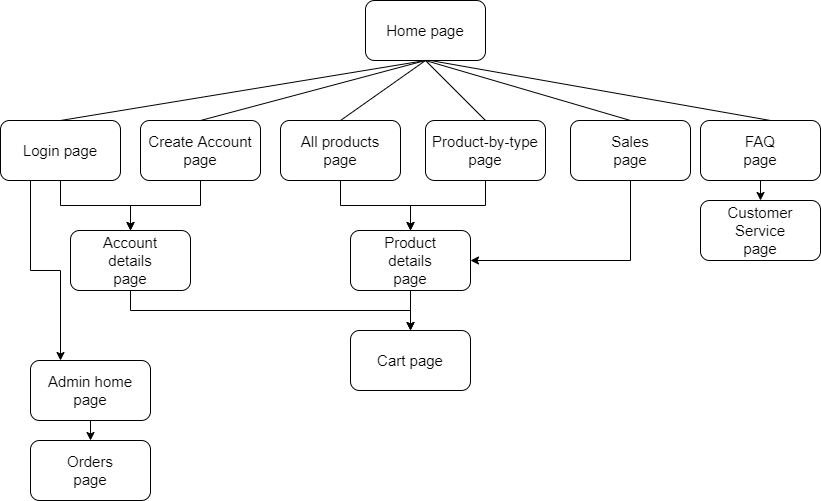 Home page
Login page
Create Account
page
All products
page
Product-by-type
page
Sales
page
FAQ
page
Account
details
page
Product
details
page
Customer
Service
page
Cart page
Admin home
page
Orders
page